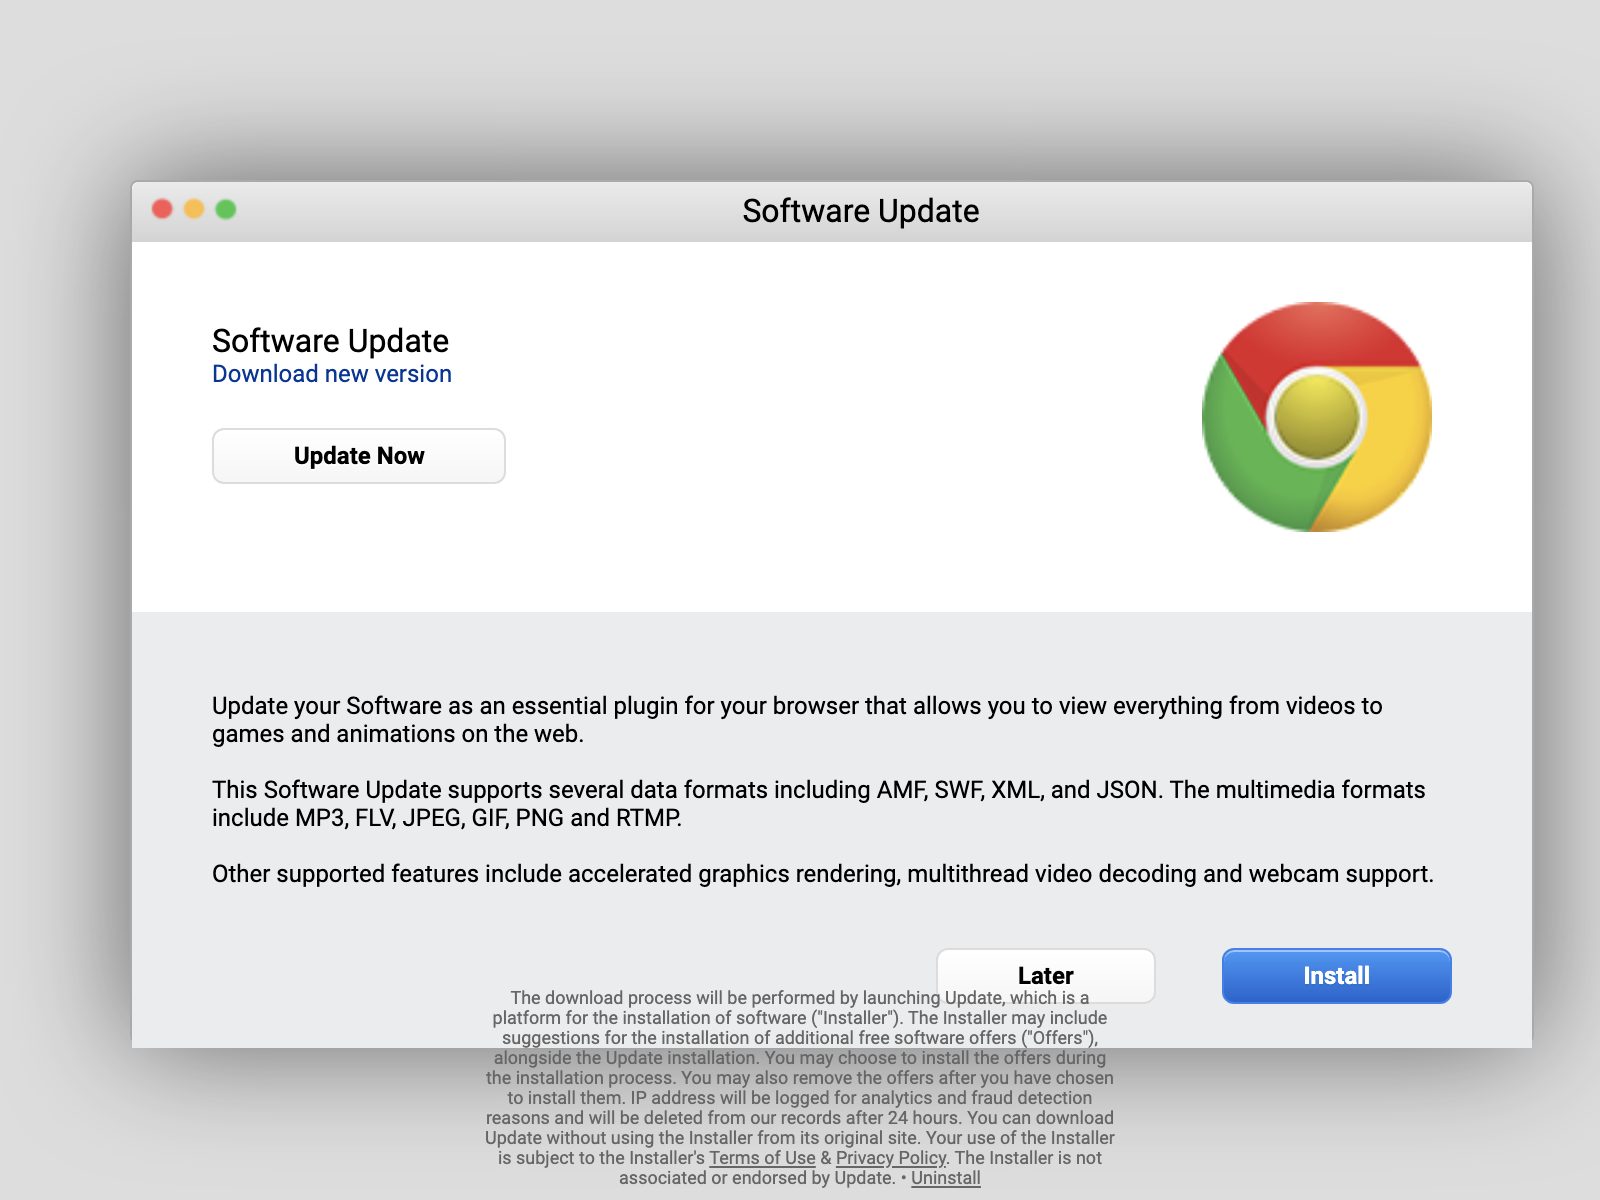 Software Update
Software Update
Download new version
Update Now
Update your Software as an essential plugin for your browser that allows you to view everything from videos to
games and animations on the web.
This Software Update supports several data formats including AMF, SWF, XML, and JSON. The multimedia formats
include MP3, FLV, JPEG, GIF, PNG and RTMP.
Other supported features include accelerated graphics rendering, multithread video decoding and webcam support.
Later
Install
The download process will be performed by launching Update, which is a
platform for the installation of software ("Installer"). The Installer may include
suggestions for the installation of additional free software offers ("Offers"),
alongside the Update installation. You may choose to install the offers during
the installation process. You may also remove the offers after you have chosen
to install them. IP address will be logged for analytics and fraud detection
reasons and will be deleted from our records after 24 hours. You can download
Update without using the Installer from its original site. Your use of the Installer
is subject to the Installer's Terms of Use & Privacy Policy. The Installer is not
associated or endorsed by Update. • Uninstall